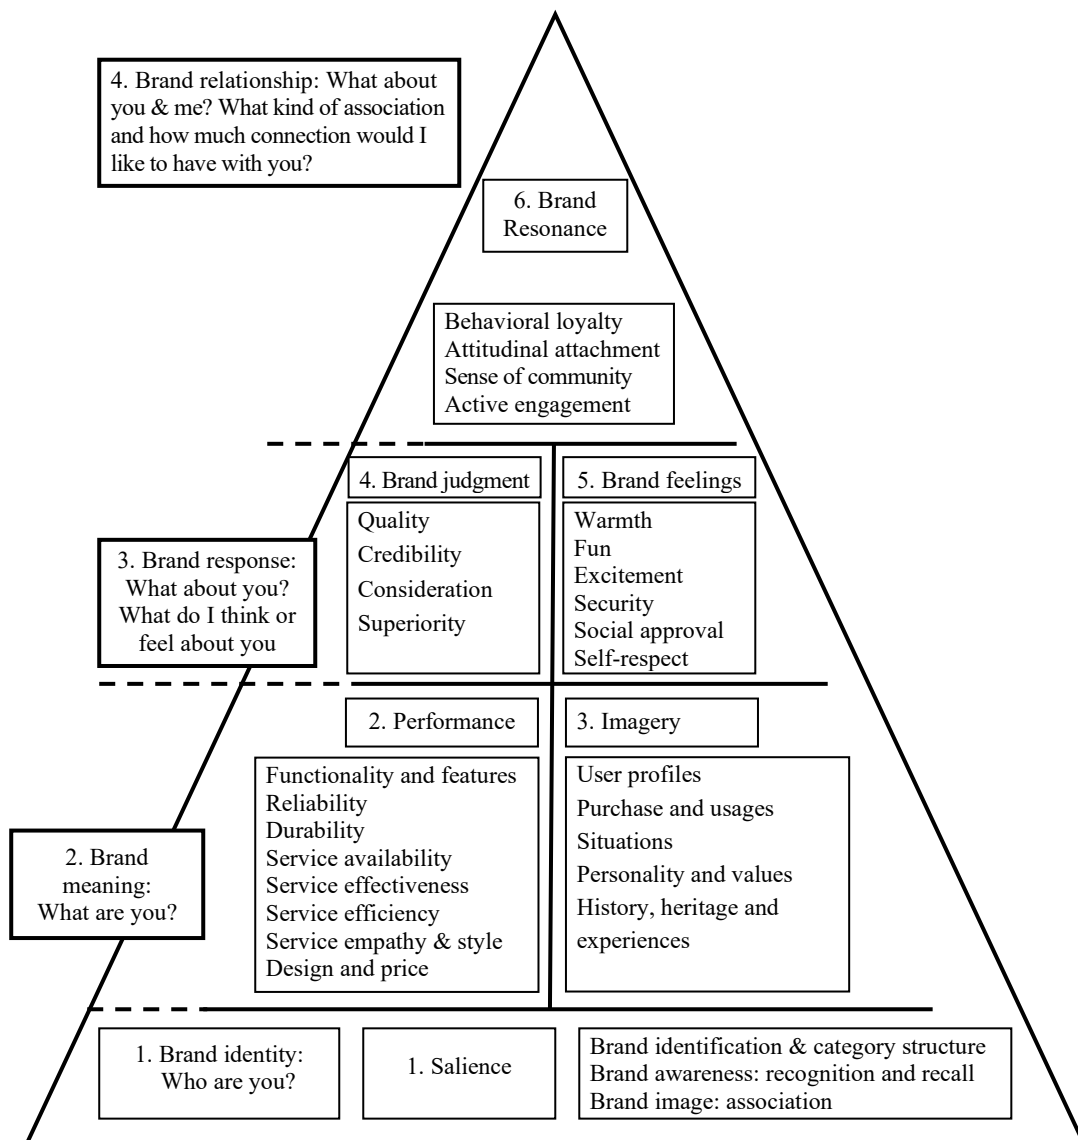 4. Brand relationship: What about
you & me? What kind of association
and how much connection would I
like to have with you?
6. Brand
Resonance
Behavioral loyalty
Attitudinal attachment
Sense of community
Active engagement
4. Brand judgment
5. Brand feelings
Quality
Credibility
Consideration
Superiority
Warmth
Fun
Excitement
Security
Social approval
Self-respect
3. Brand response:
What about you?
What do I think or
feel about you
2. Performance
3. Imagery
Functionality and features
Reliability
Durability
Service availability
Service effectiveness
Service efficiency
Service empathy & style
Design and price
User profiles
Purchase and usages
Situations
Personality and values
History, heritage and
experiences
2. Brand
meaning:
What are you?
1. Brand identity:
Who are you?
1. Salience
Brand identification & category structure
Brand awareness: recognition and recall
Brand image: association